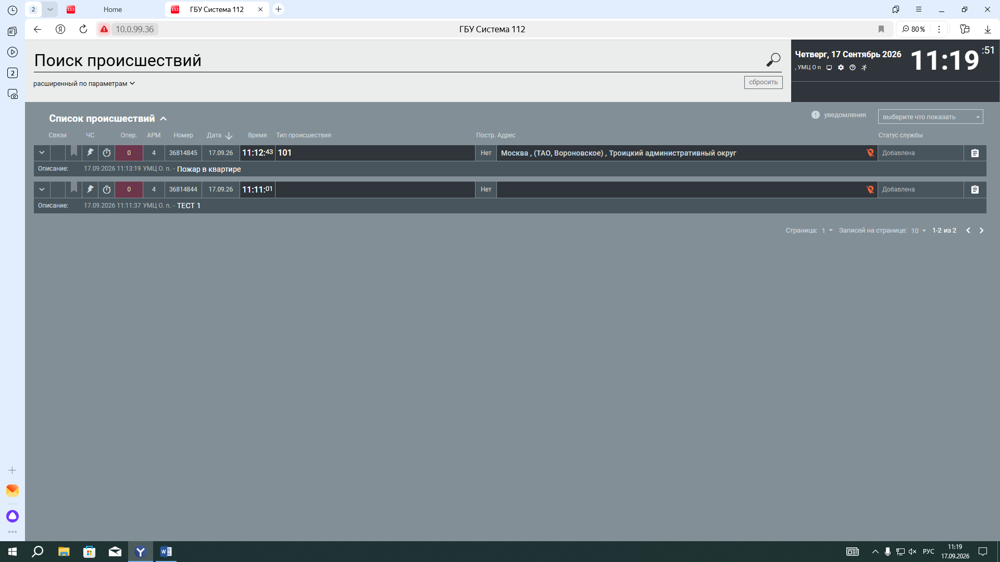 2
112 Home
112 ГБУ Система 112
10.0.99.36
ГБУ Система 112
80%
2
Поиск происшествий
расширенный по параметрам
сбросить
Четверг, 17 Сентябрь 2026
11:19 :51
, УМЦ О п
Список происшествий
уведомления
выберите что показать
Связи ЧС Опер. АРМ Номер Дата Время Тип происшествия Постр. Адрес Статус службы
0 4 36814845 17.09.26 11:12:43 101 Нет Москва , (ТАО, Вороновское) , Троицкий административный округ Добавлена
Описание: 17.09.2026 11:13:19 УМЦ О. п. - Пожар в квартире
0 4 36814844 17.09.26 11:11:01 Нет Добавлена
Описание: 17.09.2026 11:11:37 УМЦ О. п. - ТЕСТ 1
Страница: 1 Записей на странице: 10 1-2 из 2
РУС
11:19
17.09.2026